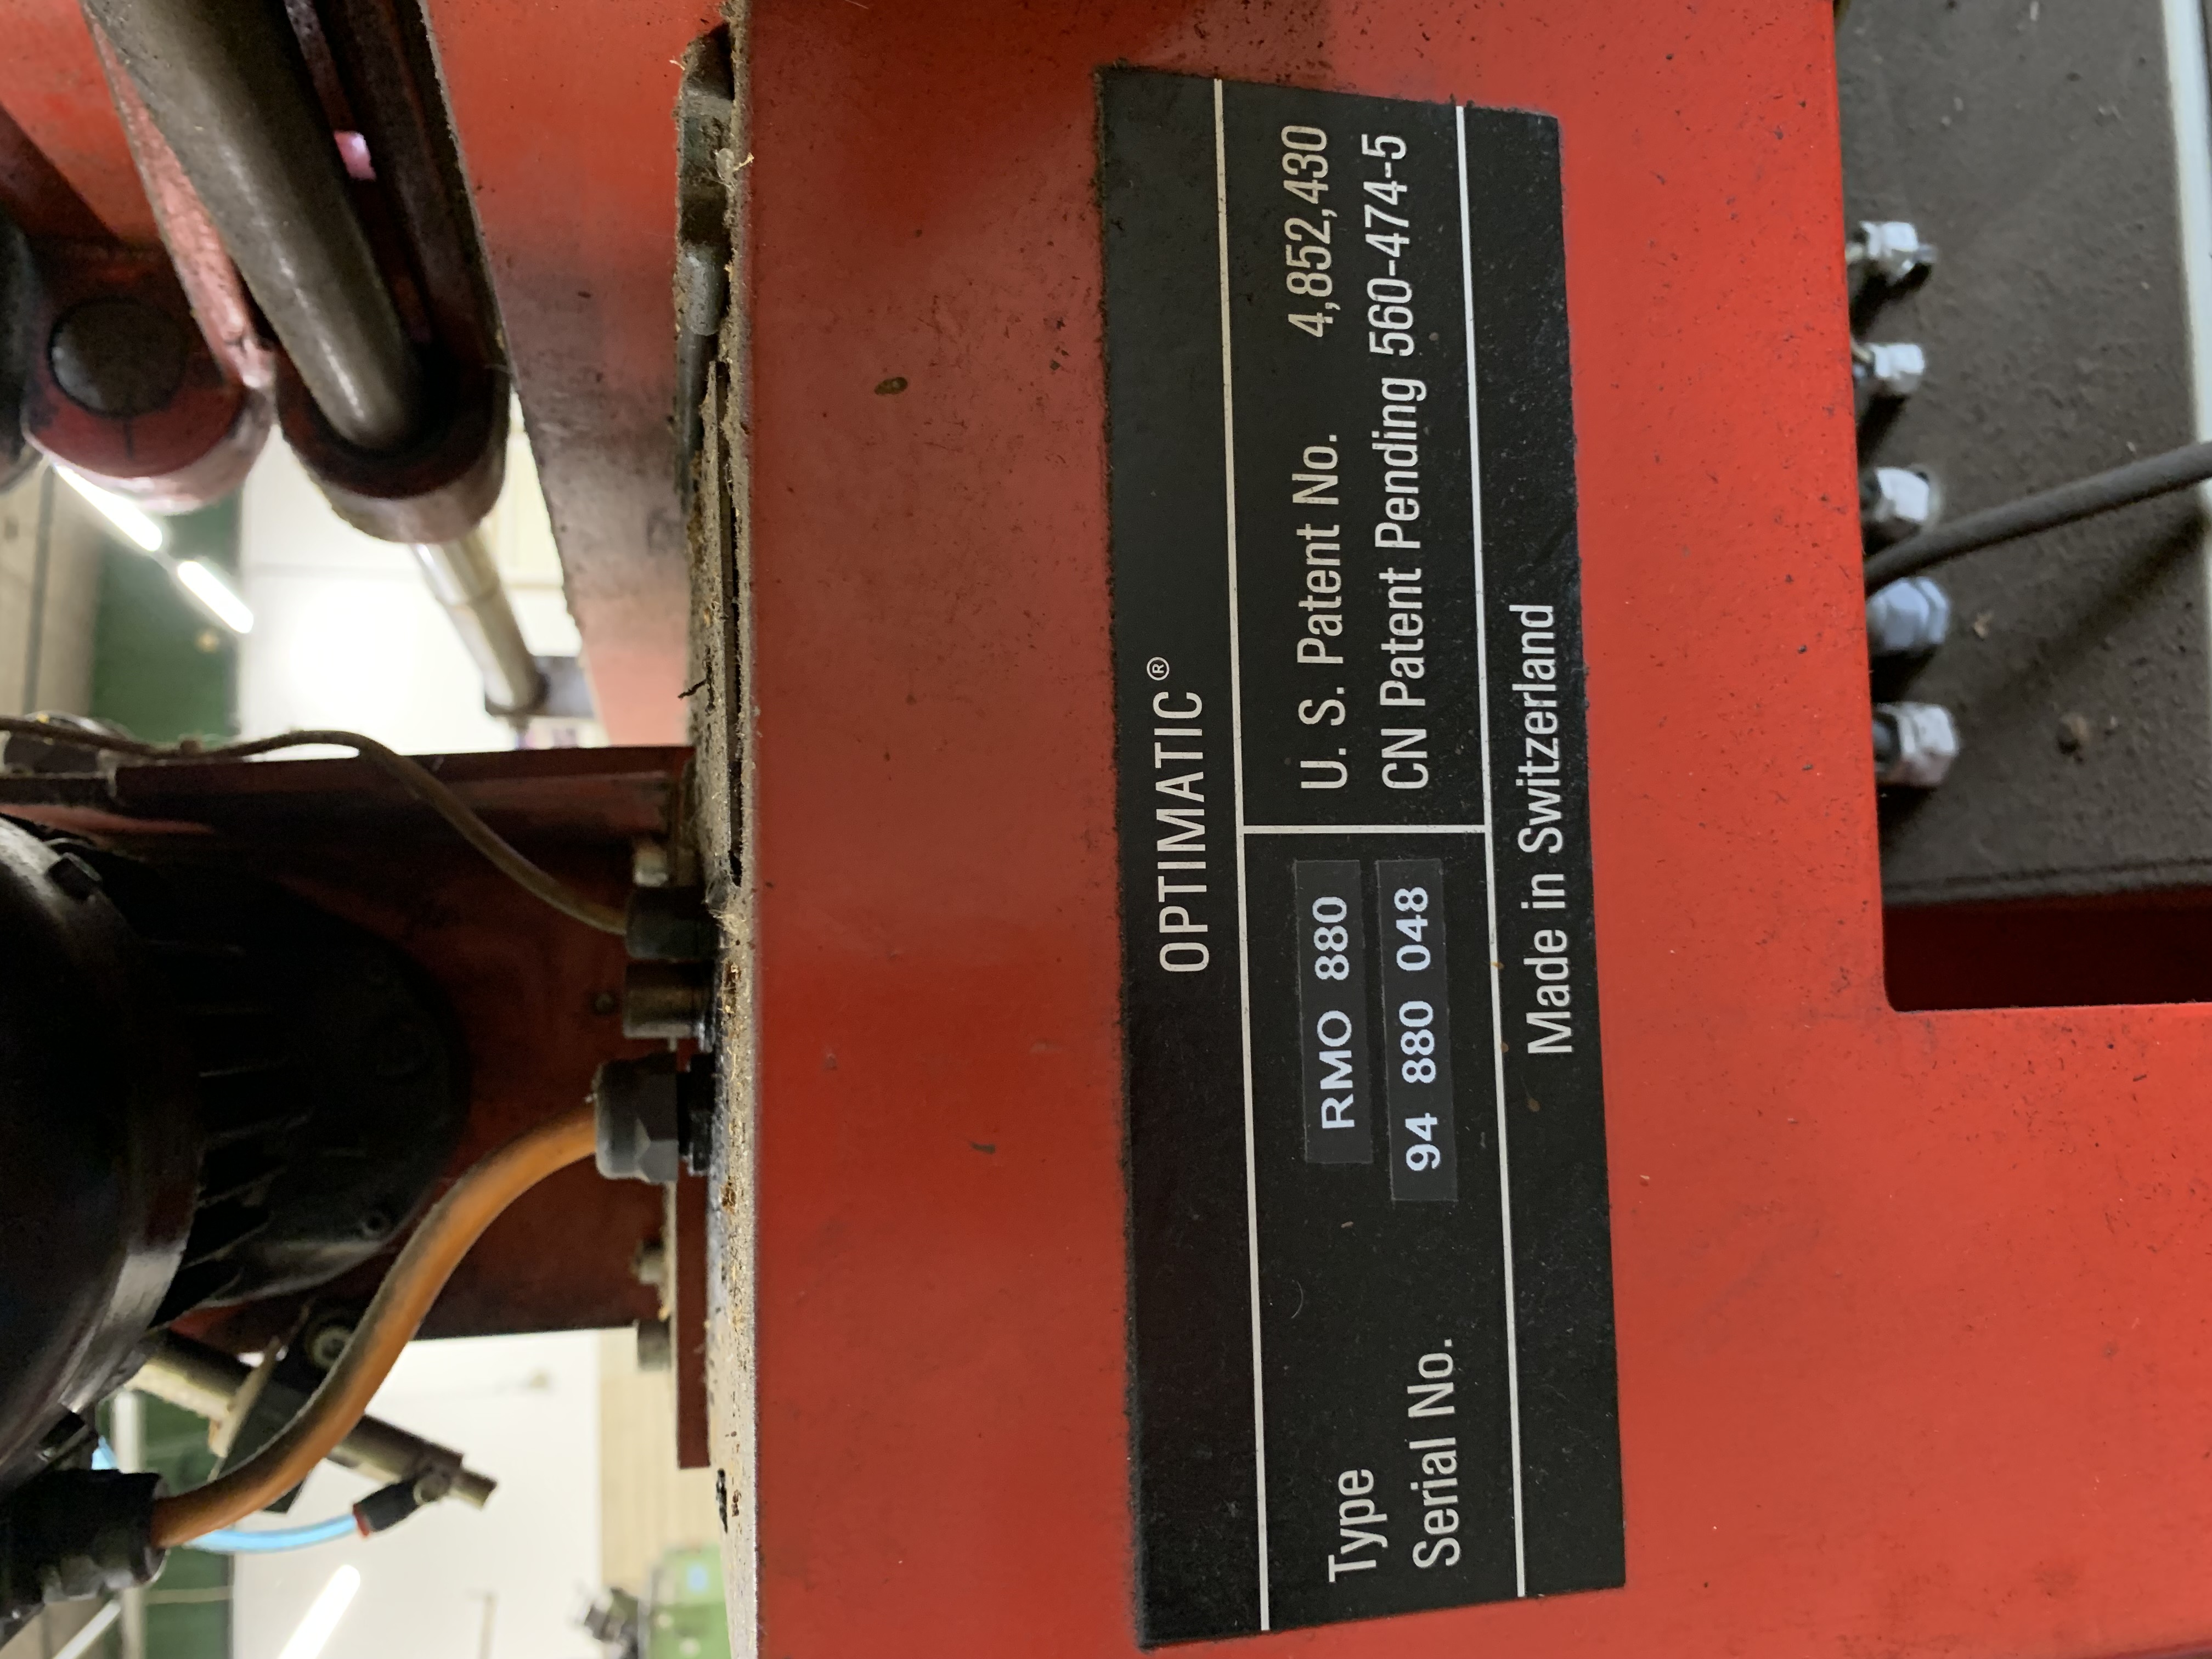 OPTIMATIC®
Type RMO 880 U. S. Patent No. 4,852,430
Serial No. 94 880 048 CN Patent Pending 560-474-5
Made in Switzerland